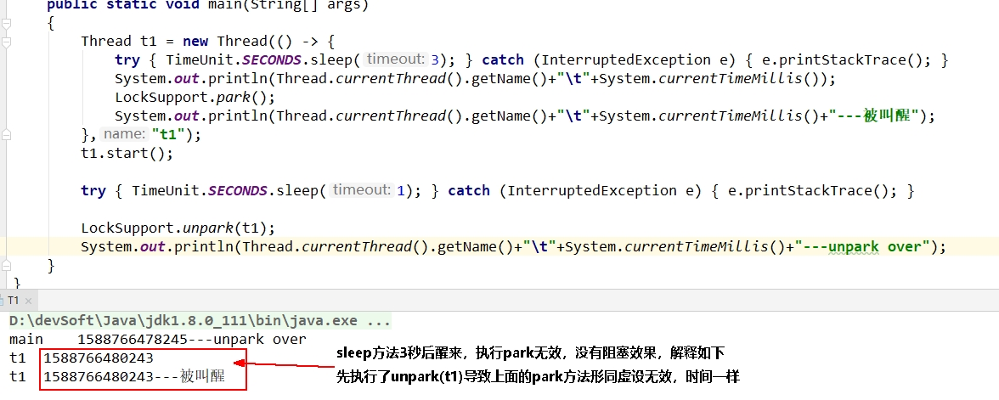 public static void main(String[] args)
{
Thread t1 = new Thread(() -> {
try { TimeUnit.SECONDS.sleep( timeout: 3); } catch (InterruptedException e) { e.printStackTrace(); }
System.out.println(Thread.currentThread().getName()+"\t"+System.currentTimeMillis());
LockSupport.park();
System.out.println(Thread.currentThread().getName()+"\t"+System.currentTimeMillis()+"---被叫醒");
}, name: "t1");
t1.start();
try { TimeUnit.SECONDS.sleep( timeout: 1); } catch (InterruptedException e) { e.printStackTrace(); }
LockSupport.unpark(t1);
System.out.println(Thread.currentThread().getName()+"\t"+System.currentTimeMillis()+"---unpark over");
}
}
T1 ×
D:\devSoft\Java\jdk1.8.0_111\bin\java.exe ...
main 1588766478245---unpark over
t1 1588766480243
t1 1588766480243---被叫醒
sleep方法3秒后醒来，执行park无效，没有阻塞效果，解释如下
先执行了unpark(t1)导致上面的park方法形同虚设无效，时间一样